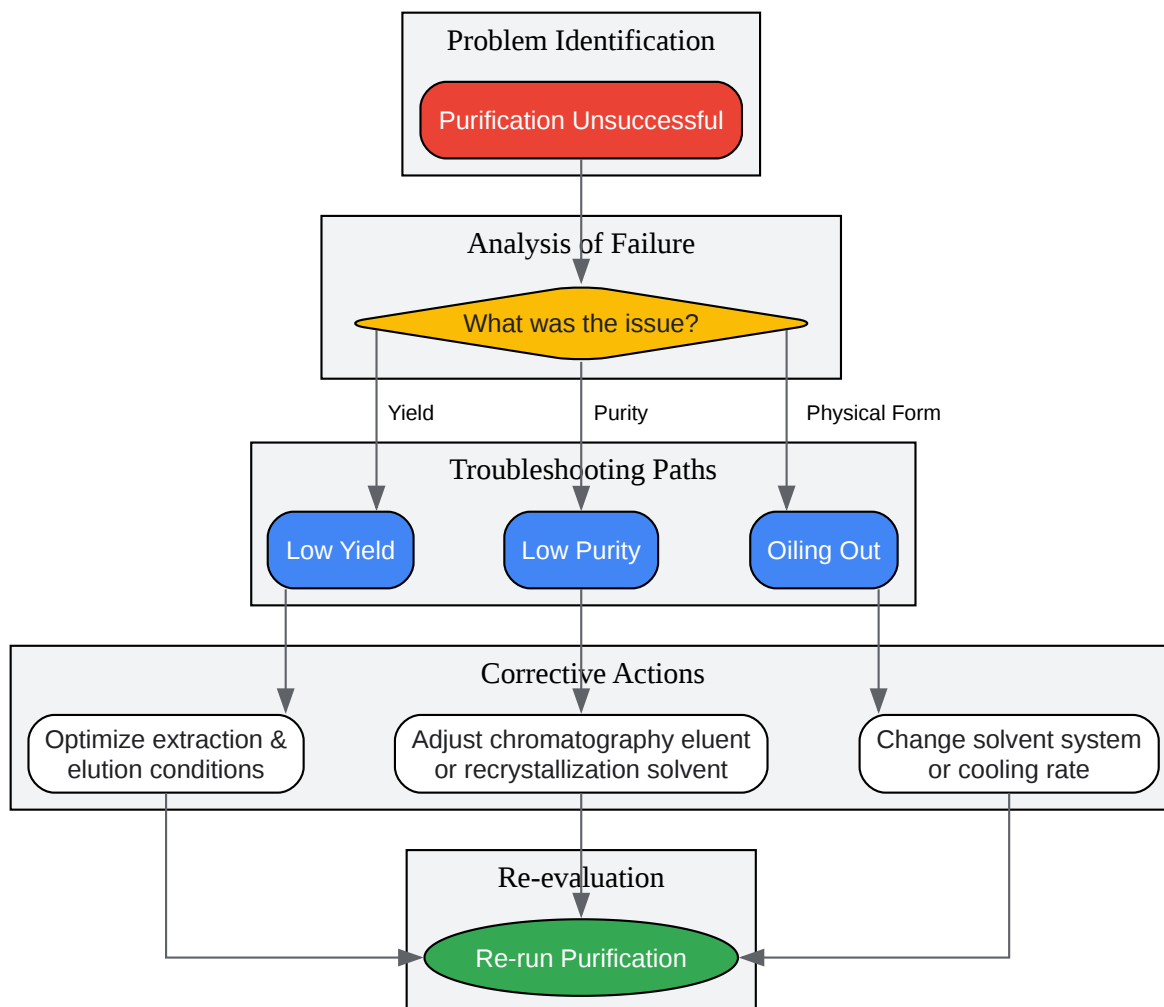 Problem Identification
Purification Unsuccessful
Analysis of Failure
What was the issue?
Yield
Purity
Physical Form
Troubleshooting Paths
Low Yield
Low Purity
Oiling Out
Corrective Actions
Optimize extraction &
elution conditions
Adjust chromatography eluent
or recrystallization solvent
Change solvent system
or cooling rate
Re-evaluation
Re-run Purification